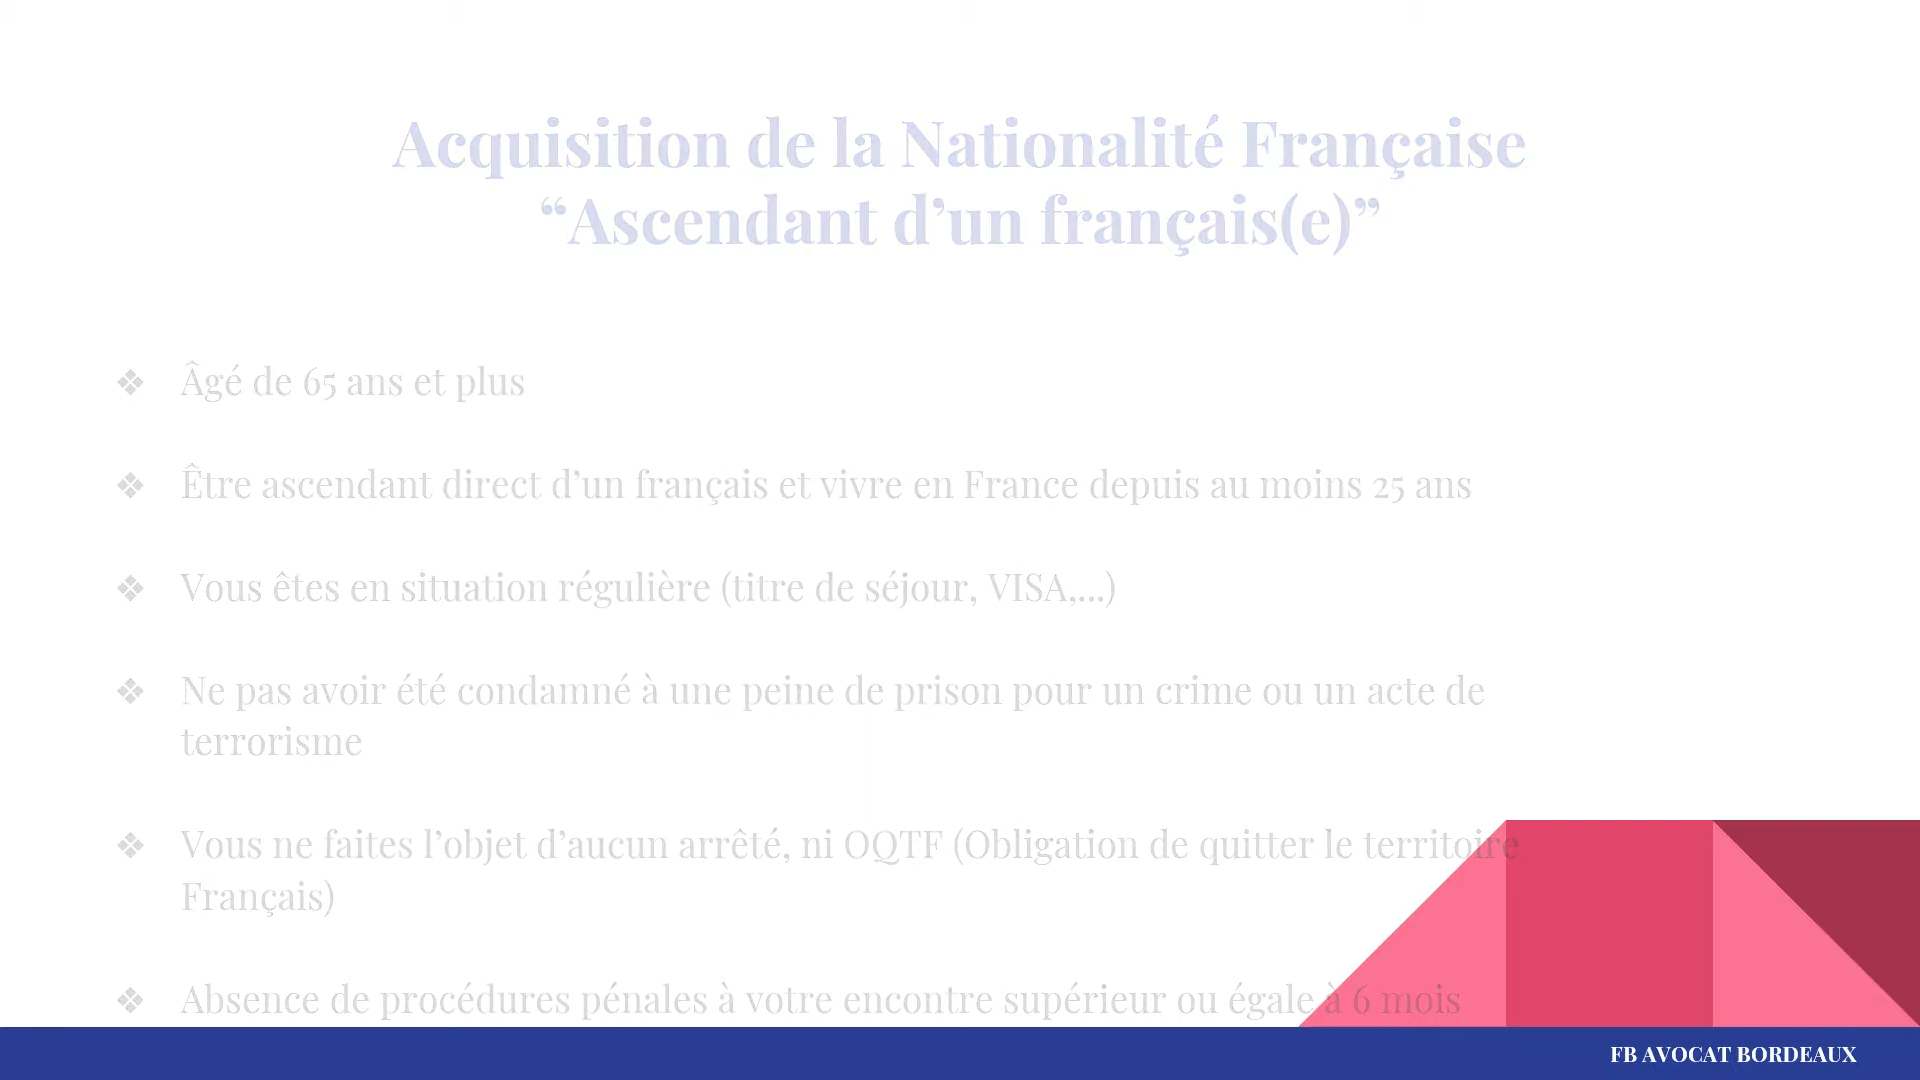 Acquisition de la Nationalité Française
“Ascendant d’un français(e)”
❖ Âgé de 65 ans et plus
❖ Être ascendant direct d’un français et vivre en France depuis au moins 25 ans
❖ Vous êtes en situation régulière (titre de séjour, VISA,...)
❖ Ne pas avoir été condamné à une peine de prison pour un crime ou un acte de
terrorisme
❖ Vous ne faites l’objet d’aucun arrêté, ni OQTF (Obligation de quitter le territoire
Français)
❖ Absence de procédures pénales à votre encontre supérieur ou égale à 6 mois
FB AVOCAT BORDEAUX